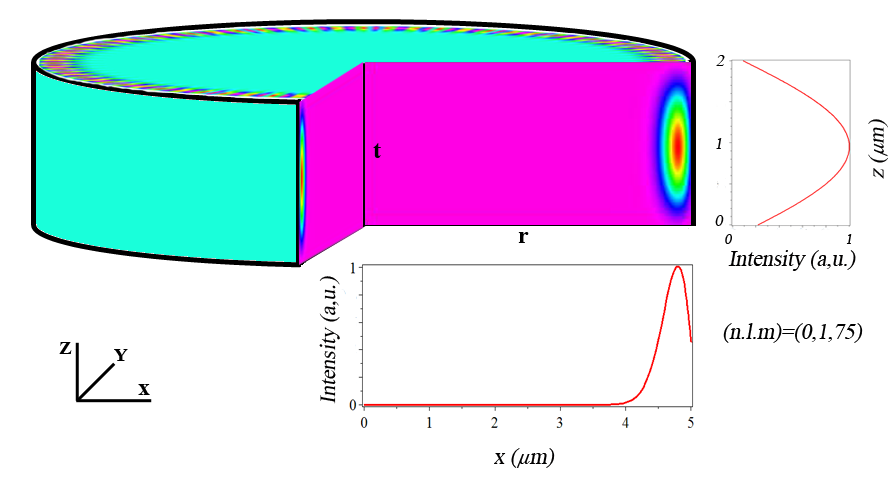 t
r
2
1
0
0
1
z (μm)
Intensity (a,u.)
(n.l.m)=(0,1,75)
1
0
Intensity (a,u.)
0
1
2
3
4
5
x (μm)
Z
Y
X